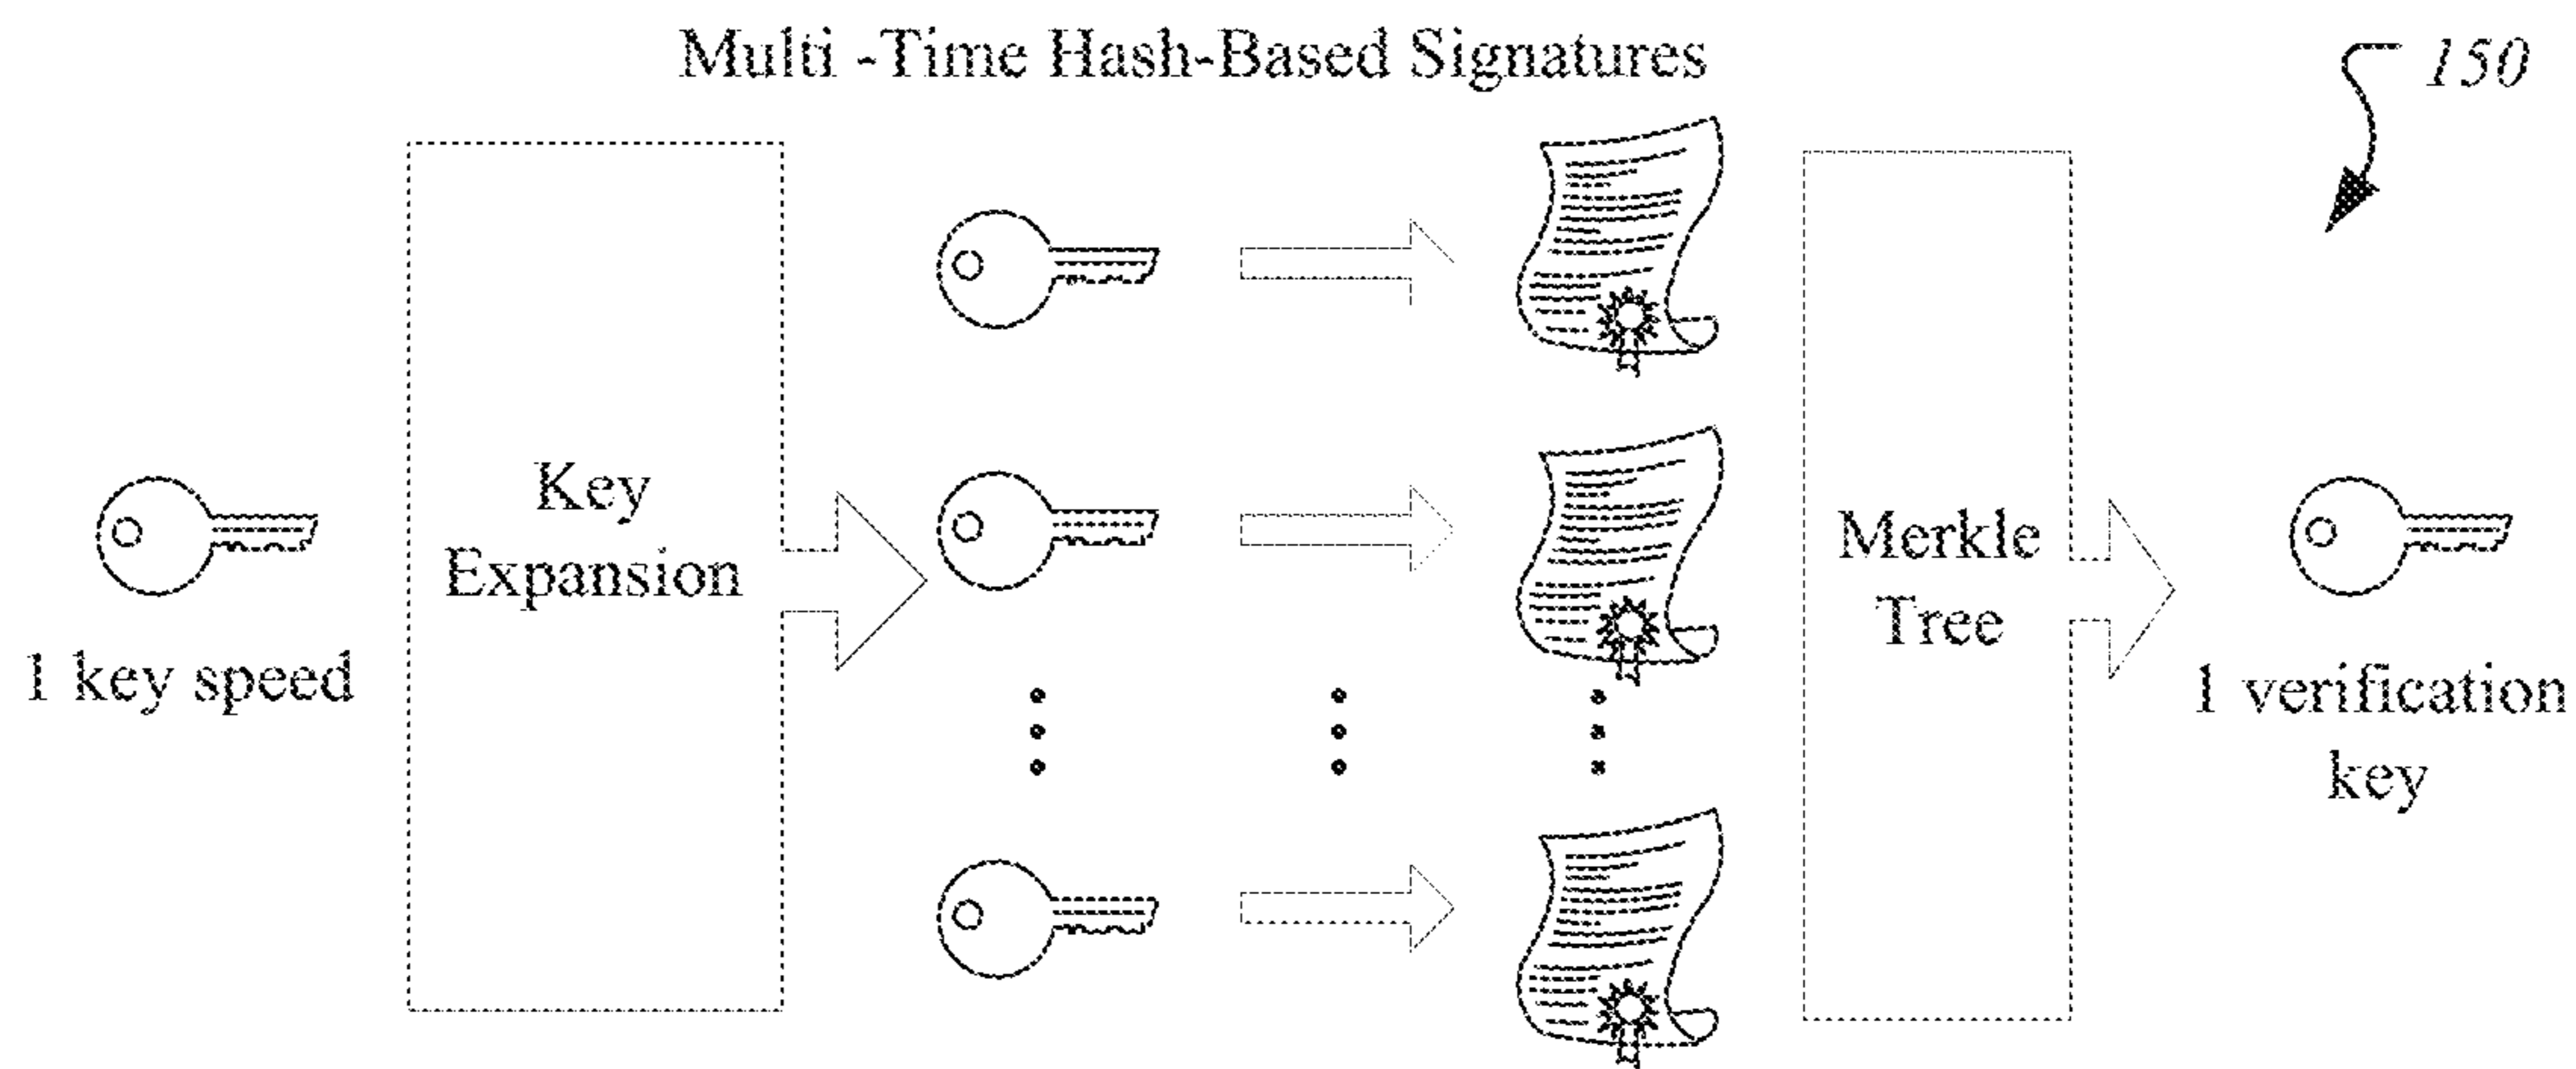 Multi -Time Hash-Based Signatures
150
Key
Expansion
1 key speed
Merkle
Tree
1 verification
key